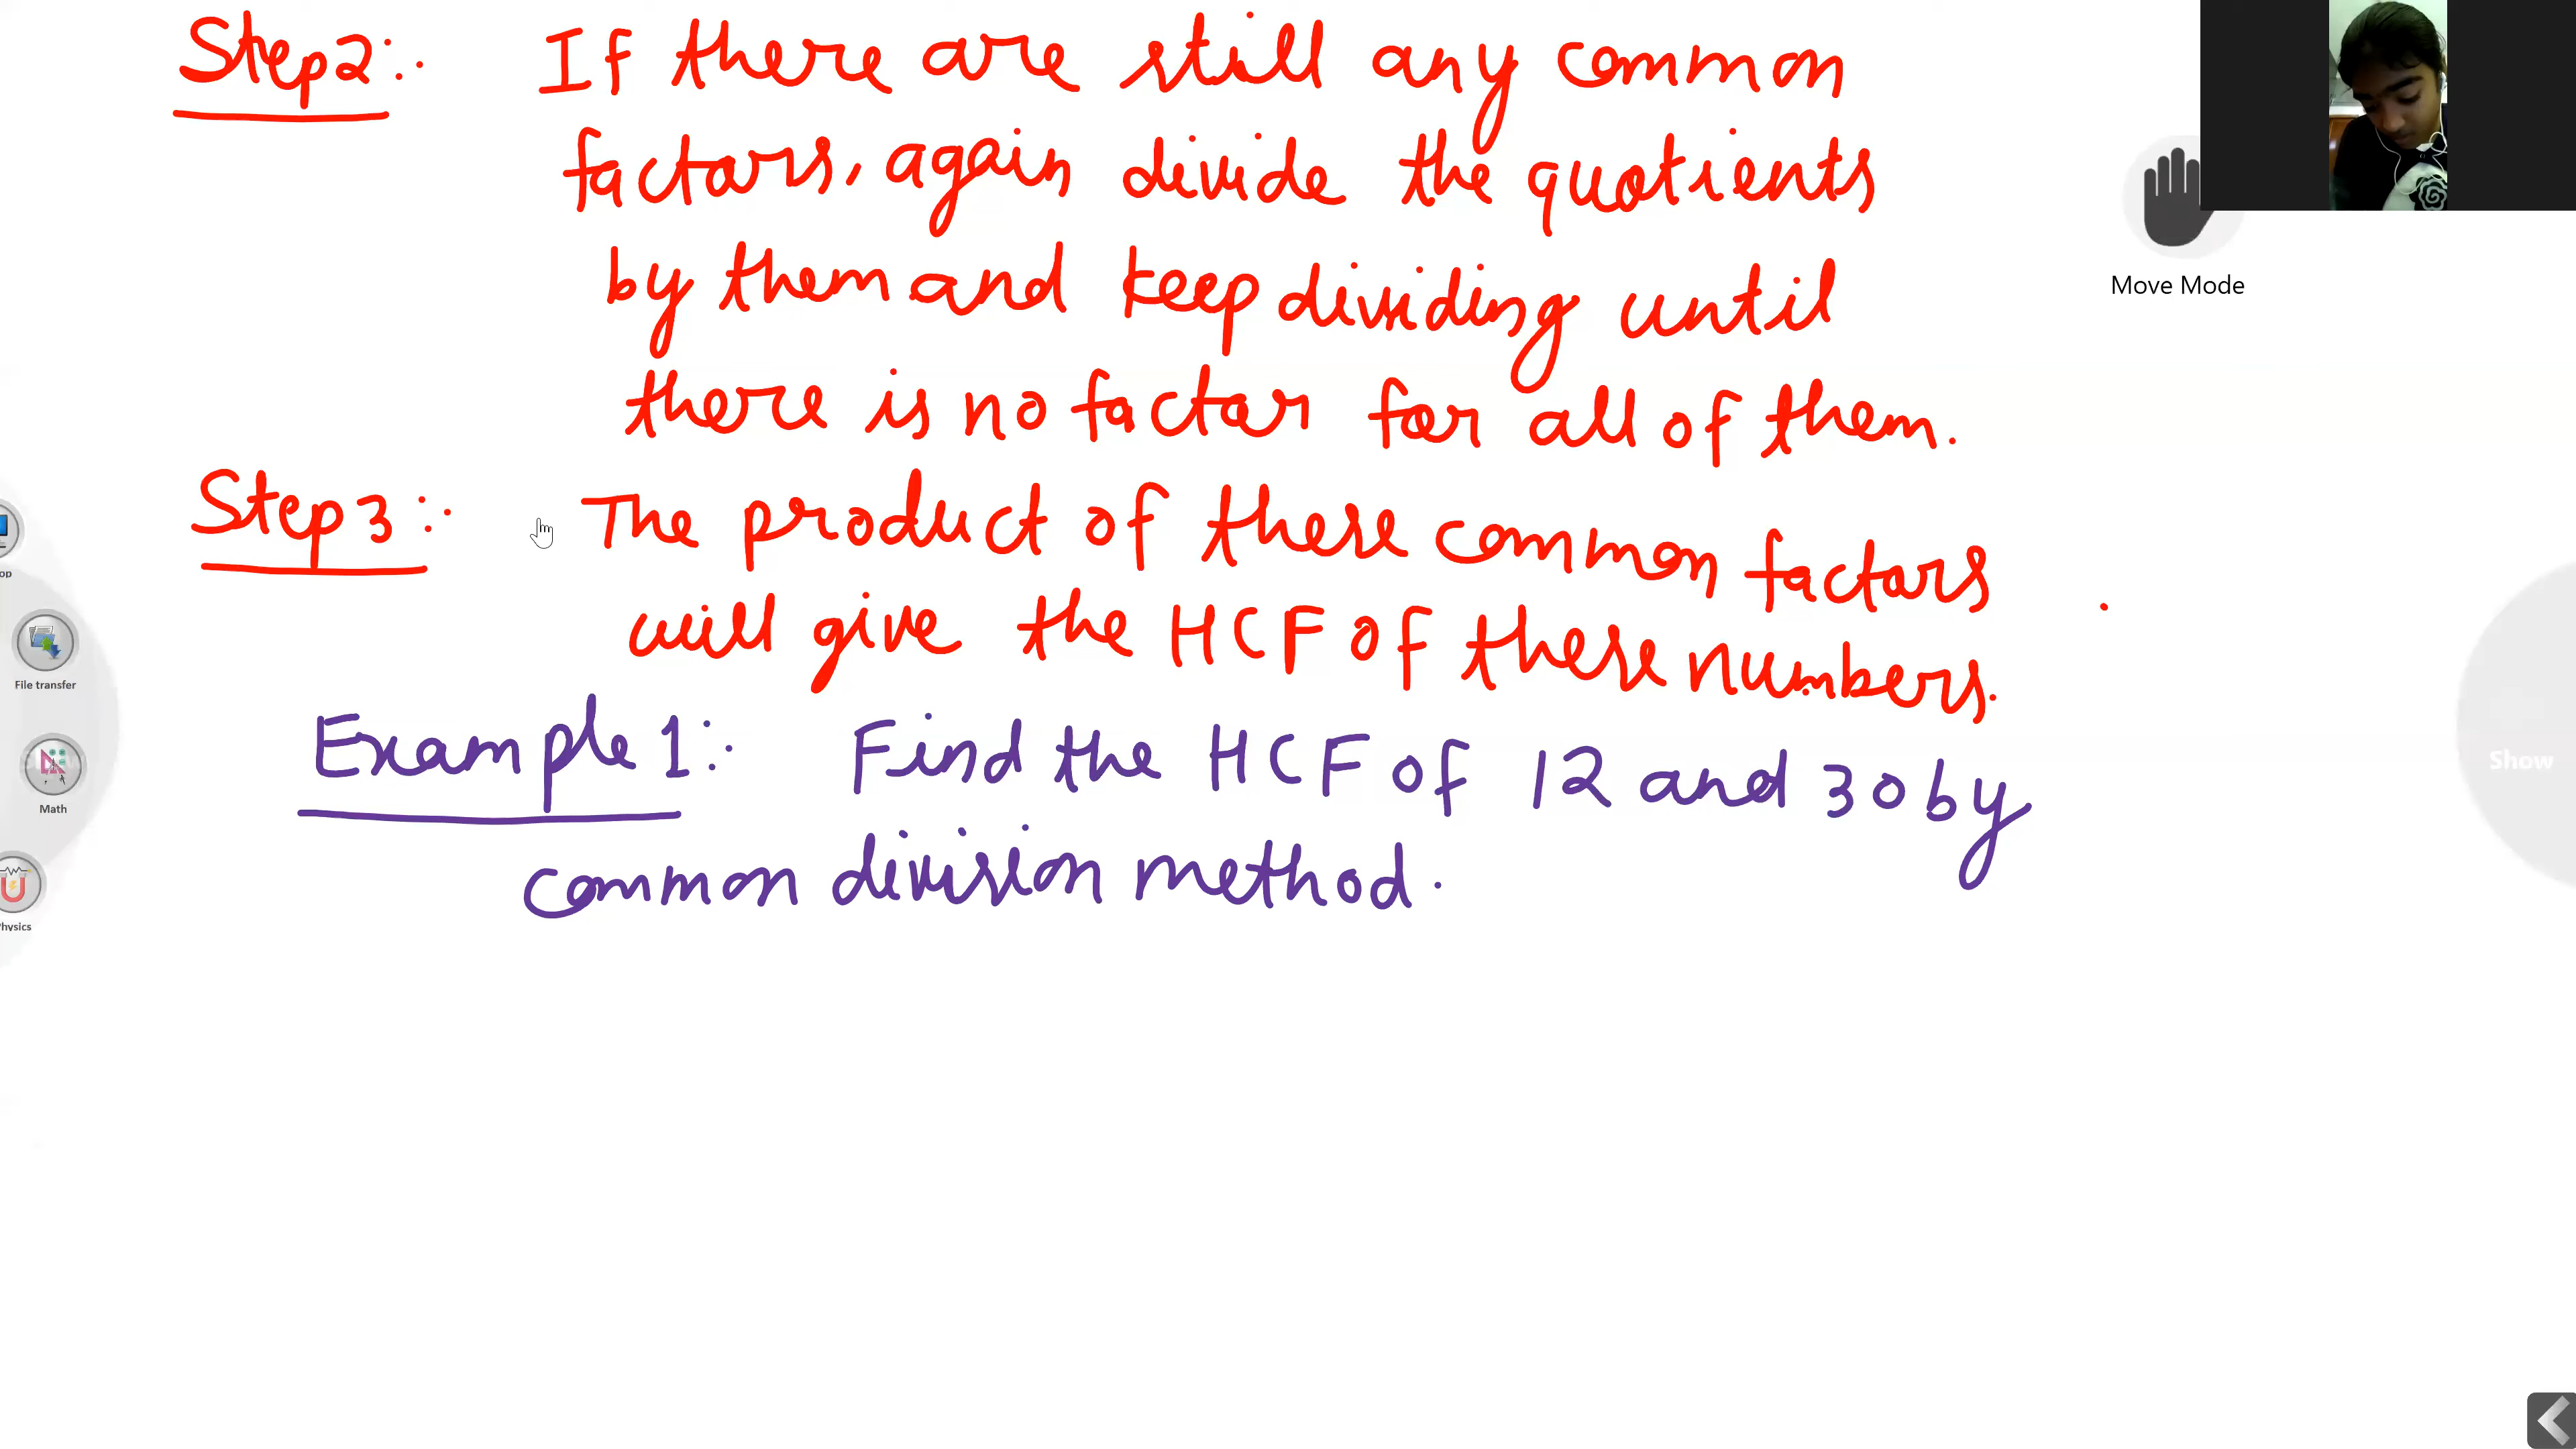 Step2:. If there are still any common
factors, again divide the quotients
by them and keep dividing until
there is no factor for all of them.
Step3:. The product of these common factors
will give the HCF of these numbers.
Example1:. Find the HCF of 12 and 30 by
common division method.
Move Mode
op
File transfer
Math
Physics
Show